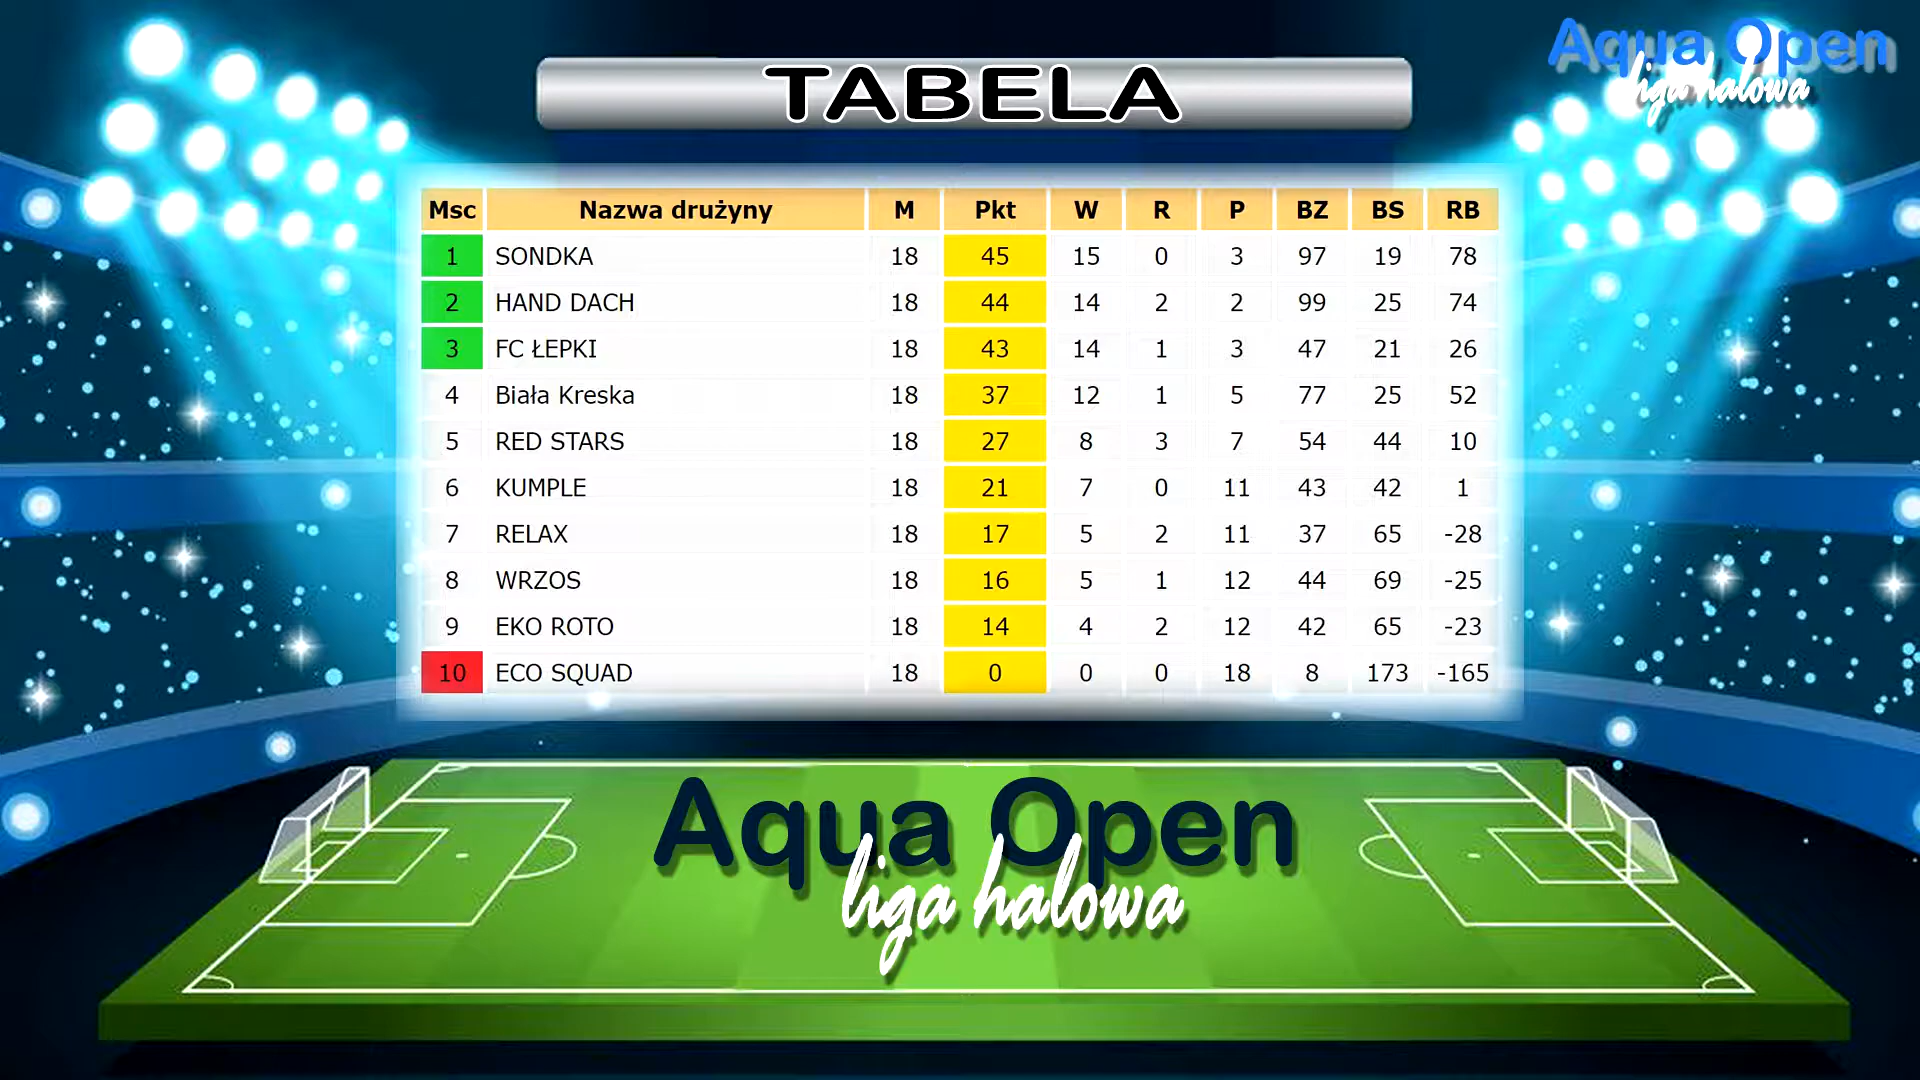 Aqua Open
liga halowa
TABELA
Msc Nazwa drużyny M Pkt W R P BZ BS RB
1 SONDKA 18 45 15 0 3 97 19 78
2 HAND DACH 18 44 14 2 2 99 25 74
3 FC ŁEPKI 18 43 14 1 3 47 21 26
4 Biała Kreska 18 37 12 1 5 77 25 52
5 RED STARS 18 27 8 3 7 54 44 10
6 KUMPLE 18 21 7 0 11 43 42 1
7 RELAX 18 17 5 2 11 37 65 -28
8 WRZOS 18 16 5 1 12 44 69 -25
9 EKO ROTO 18 14 4 2 12 42 65 -23
10 ECO SQUAD 18 0 0 0 18 8 173 -165
Aqua Open
liga halowa